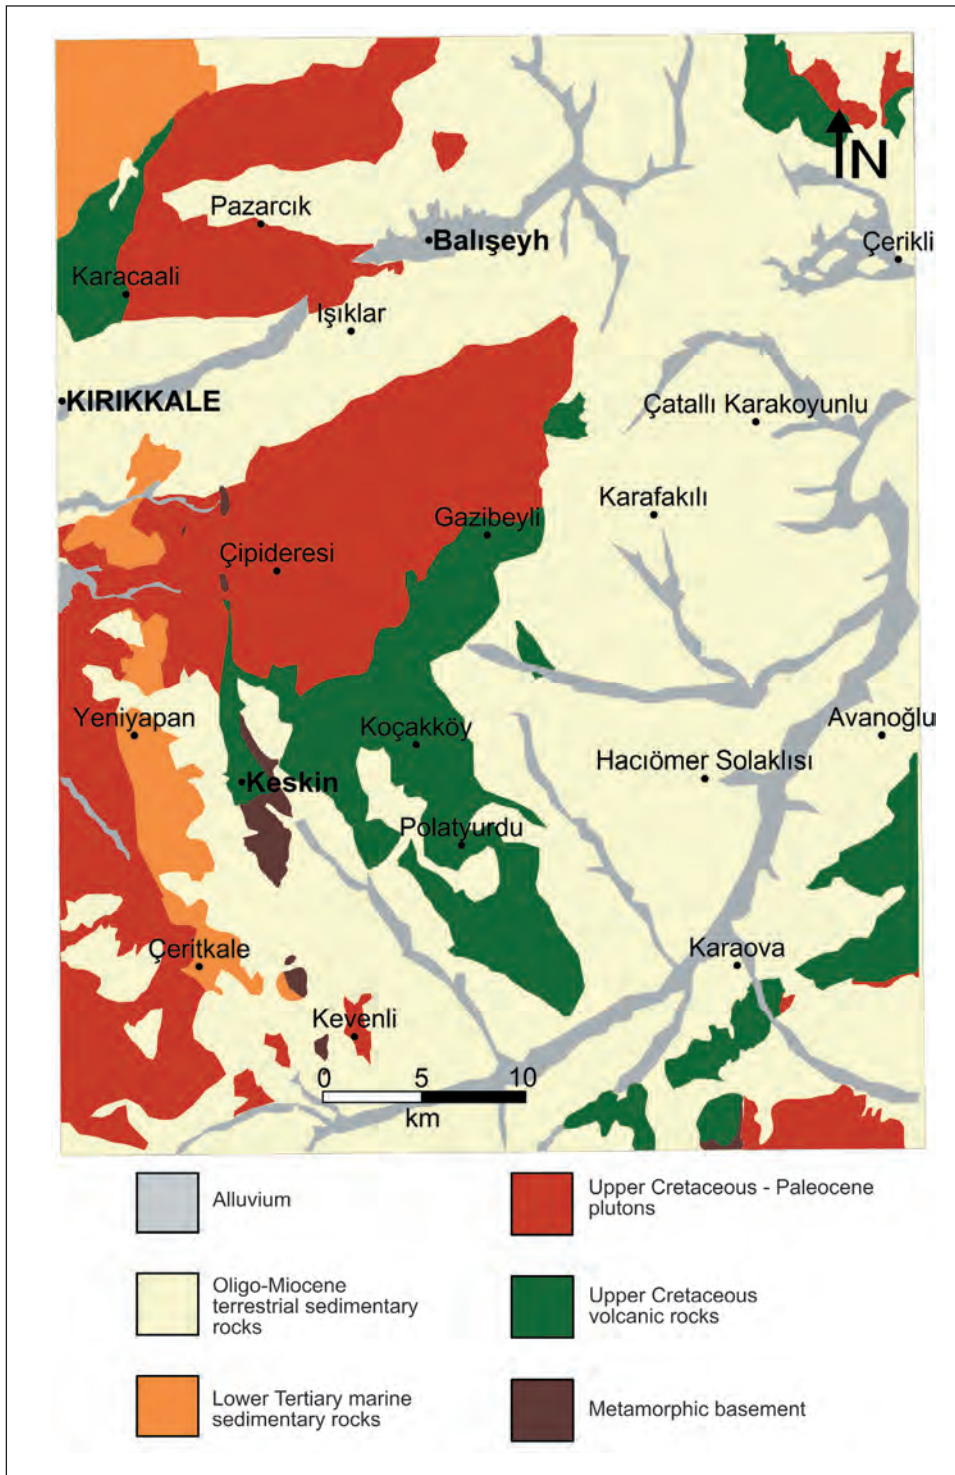 N
Pazarcık
Balışeyh
Çerikli
Karacaali
Işıklar
KIRIKKALE
Çatallı Karakoyunlu
Karafakılı
Gazibeyli
Çipideresi
Yeniyapan
Koçakköy
Avanoğlu
Hacıömer Solaklısı
Keskin
Polatyurdu
Çeritkale
Karaova
Kevenli
0 5 10
km
Alluvium
Upper Cretaceous - Paleocene
plutons
Oligo-Miocene
terrestrial sedimentary
rocks
Upper Cretaceous
volcanic rocks
Lower Tertiary marine
sedimentary rocks
Metamorphic basement